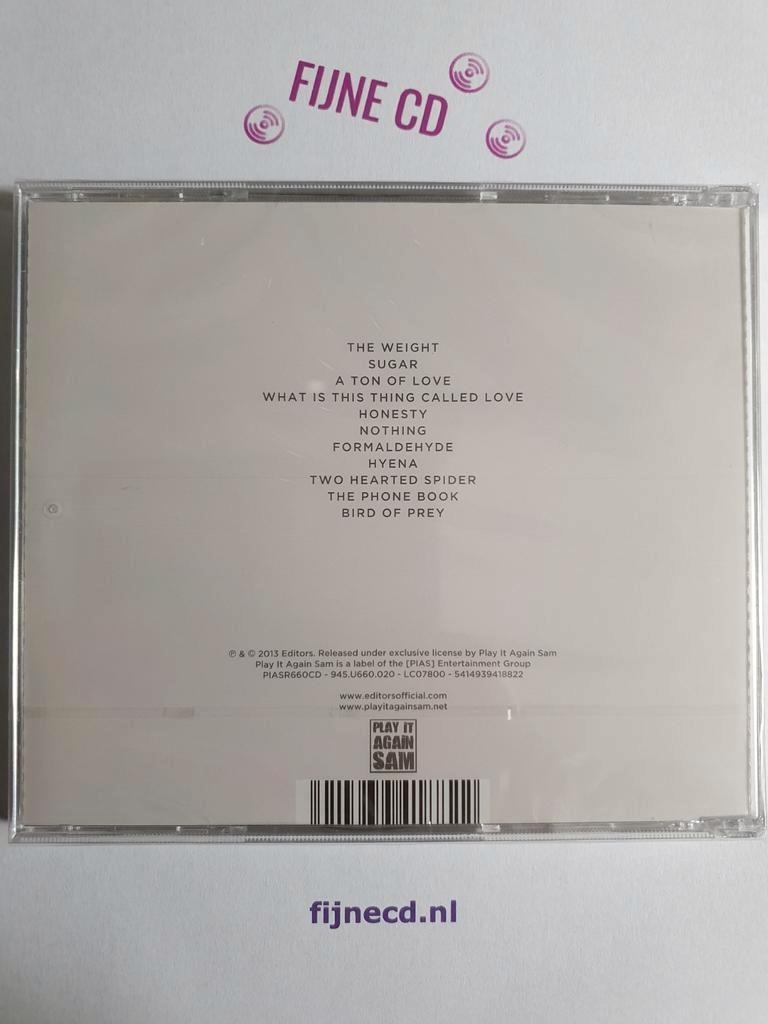 FIJNE CD
THE WEIGHT
SUGAR
A TON OF LOVE
WHAT IS THIS THING CALLED LOVE
HONESTY
NOTHING
FORMALDEHYDE
HYENA
TWO HEARTED SPIDER
THE PHONE BOOK
BIRD OF PREY
℗ & © 2013 Editors. Released under exclusive license by Play It Again Sam
Play It Again Sam is a label of the [PIAS] Entertainment Group
PIASR660CD - 945.U660.020 - LC07800 - 5414939418822
www.editorsofficial.com
www.playitagainsam.net
PLAY IT
AGAIN
SAM
fijnecd.nl